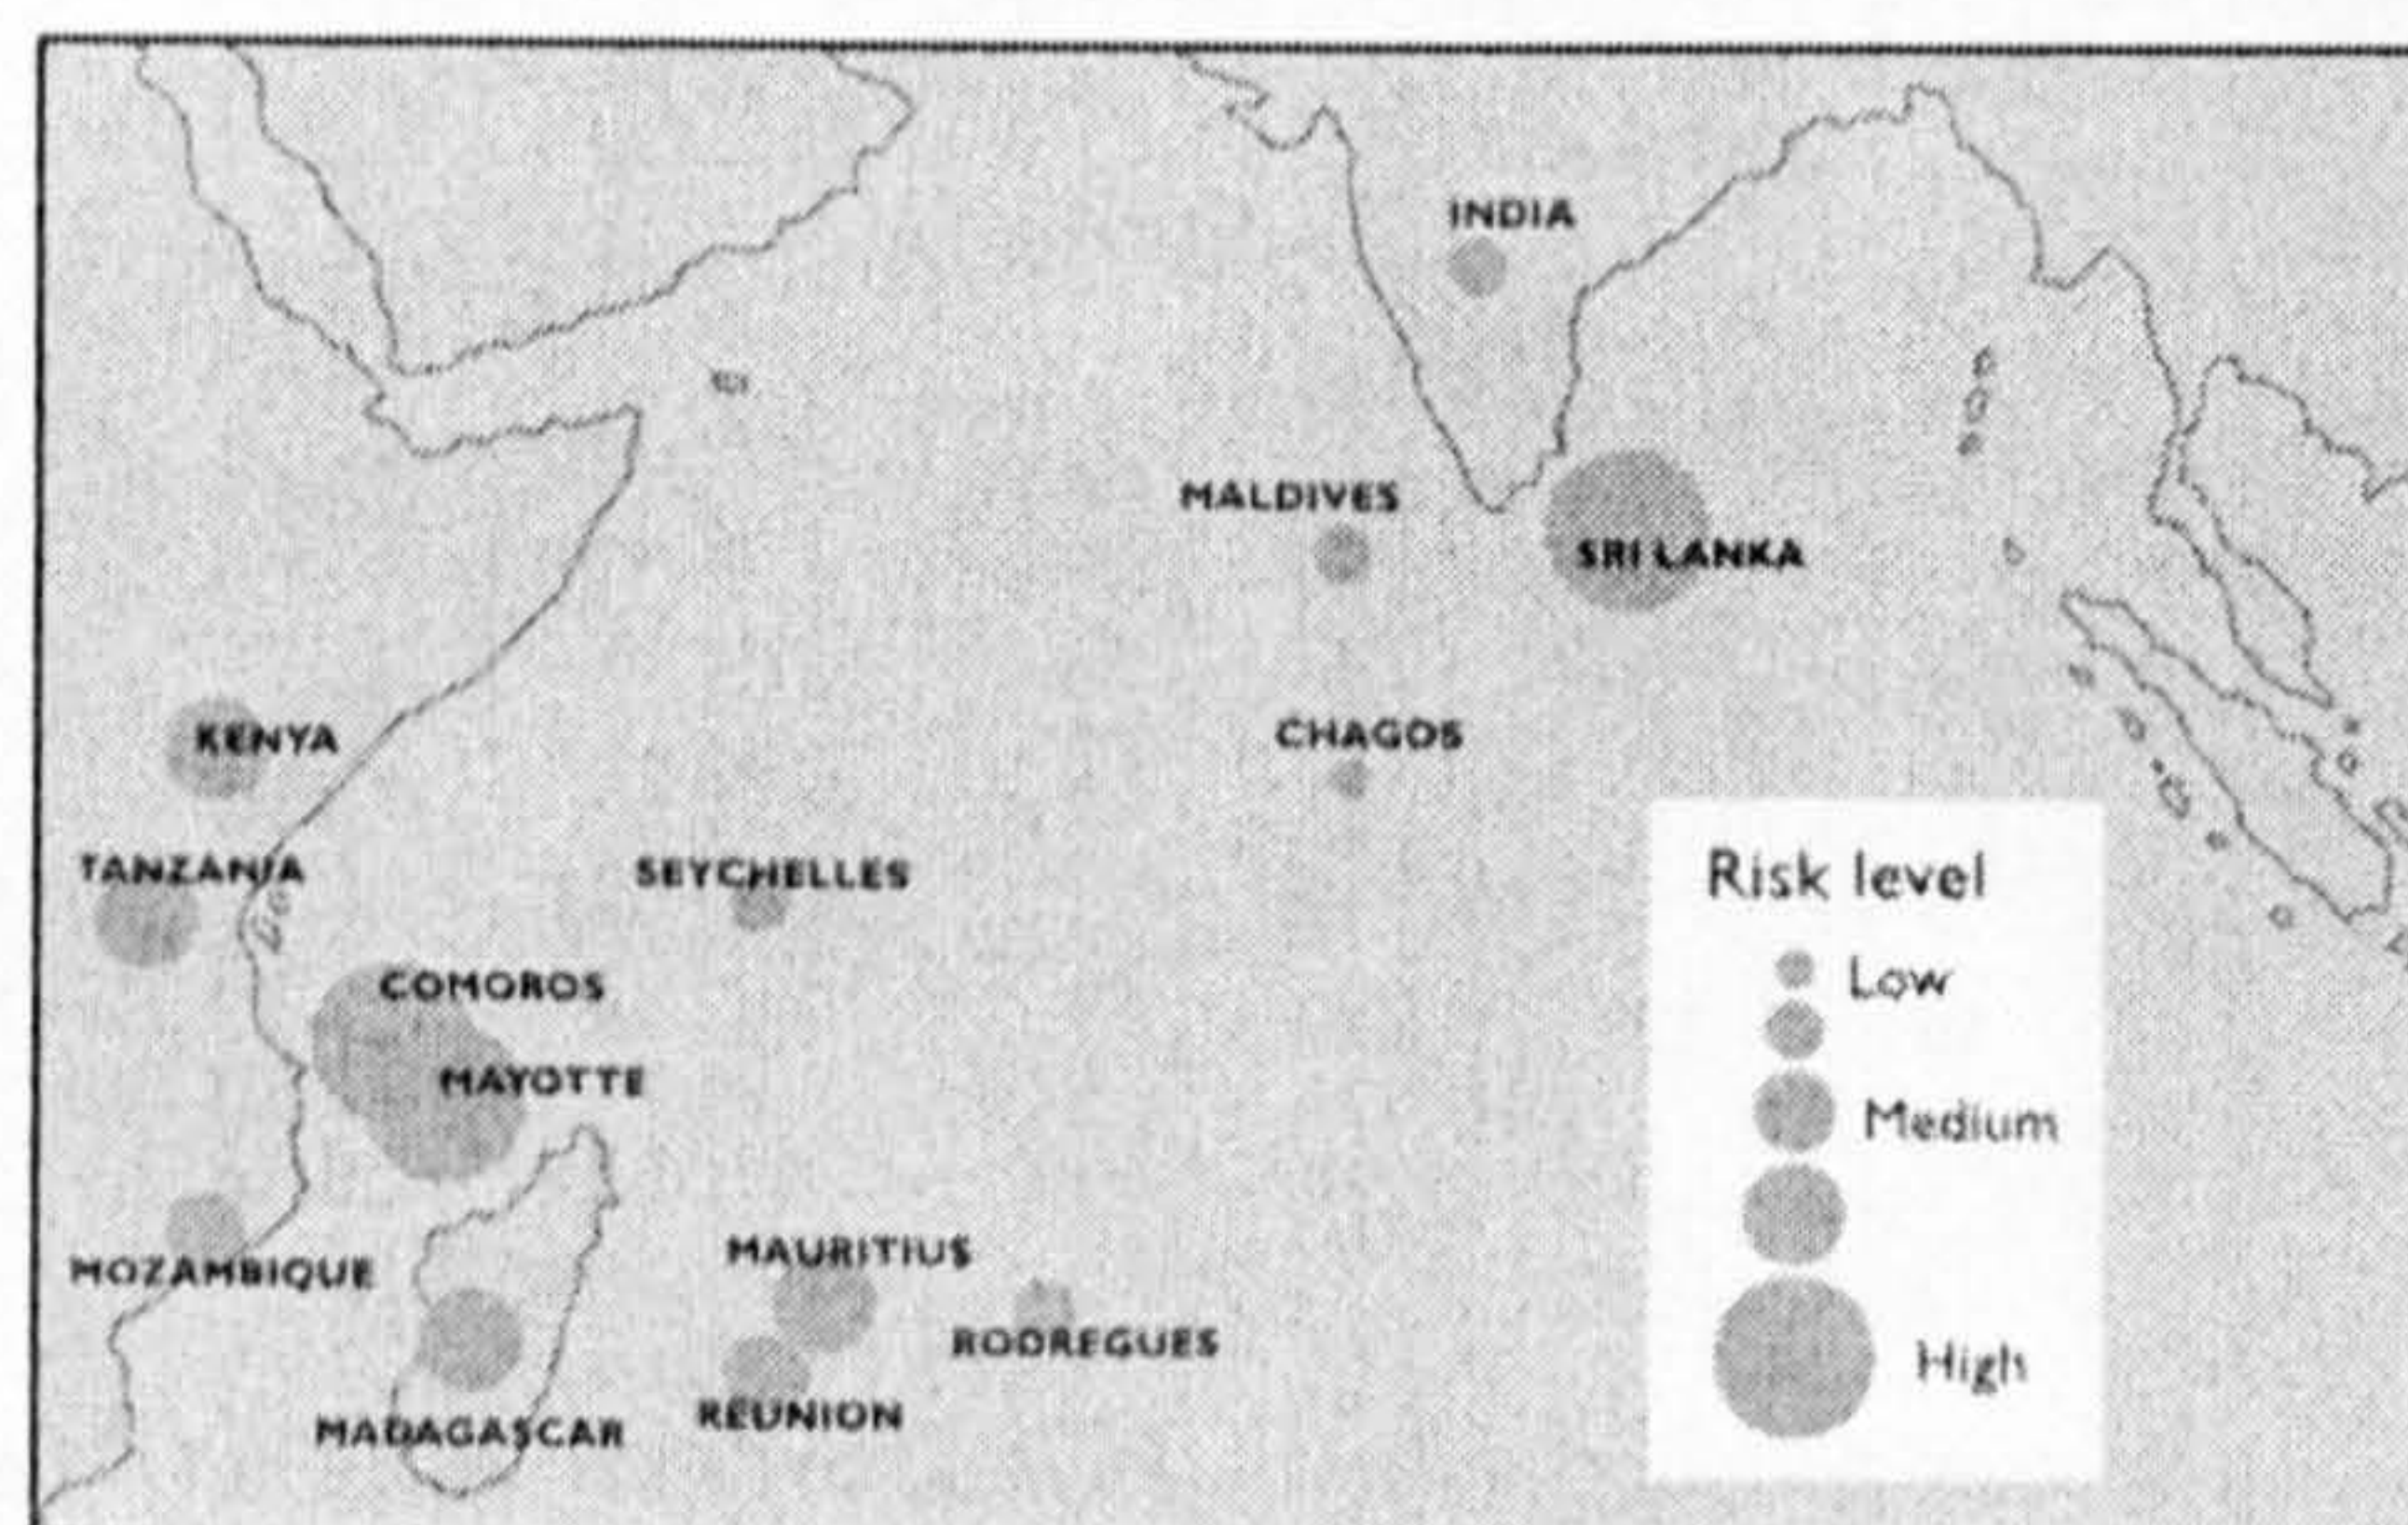 INDIA
MALDIVES
SRI LANKA
KENYA
CHAGOS
TANZANIA
SEYCHELLES
COMOROS
MAYOTTE
MOZAMBIQUE
MAURITIUS
RODREGUES
REUNION
MADAGASCAR
Risk level
Low
Medium
High